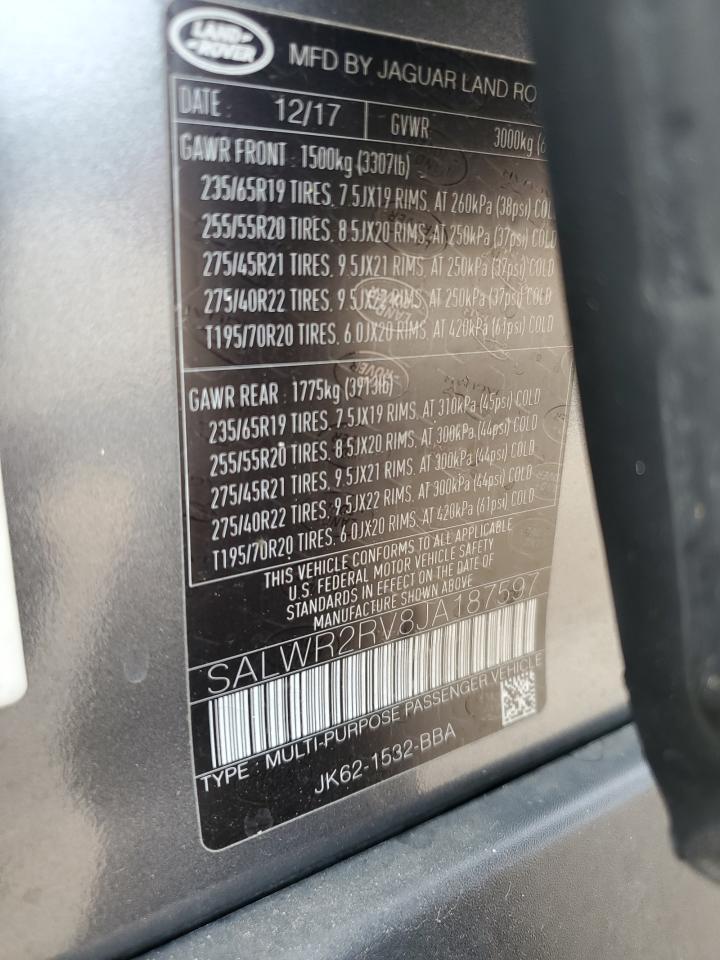 LAND ROVER
MFD BY JAGUAR LAND RO
DATE: 12/17 GVWR 3000kg (6
GAWR FRONT: 1500kg (3307lb)
235/65R19 TIRES, 7.5JX19 RIMS, AT 260kPa (38psi) COLD
255/55R20 TIRES, 8.5JX20 RIMS, AT 250kPa (37psi) COLD
275/45R21 TIRES, 9.5JX21 RIMS, AT 250kPa (37psi) COLD
275/40R22 TIRES, 9.5JX22 RIMS, AT 250kPa (37psi) COLD
T195/70R20 TIRES, 6.0JX20 RIMS, AT 420kPa (61psi) COLD
GAWR REAR: 1775kg (3913lb)
235/65R19 TIRES, 7.5JX19 RIMS, AT 310kPa (45psi) COLD
255/55R20 TIRES, 8.5JX20 RIMS, AT 300kPa (44psi) COLD
275/45R21 TIRES, 9.5JX21 RIMS, AT 300kPa (44psi) COLD
275/40R22 TIRES, 9.5JX22 RIMS, AT 300kPa (44psi) COLD
T195/70R20 TIRES, 6.0JX20 RIMS, AT 420kPa (61psi) COLD
THIS VEHICLE CONFORMS TO ALL APPLICABLE
U.S. FEDERAL MOTOR VEHICLE SAFETY
STANDARDS IN EFFECT ON THE DATE OF
MANUFACTURE SHOWN ABOVE
SALWR2RV8JA187597
TYPE: MULTI-PURPOSE PASSENGER VEHICLE
JK62-1532-BBA